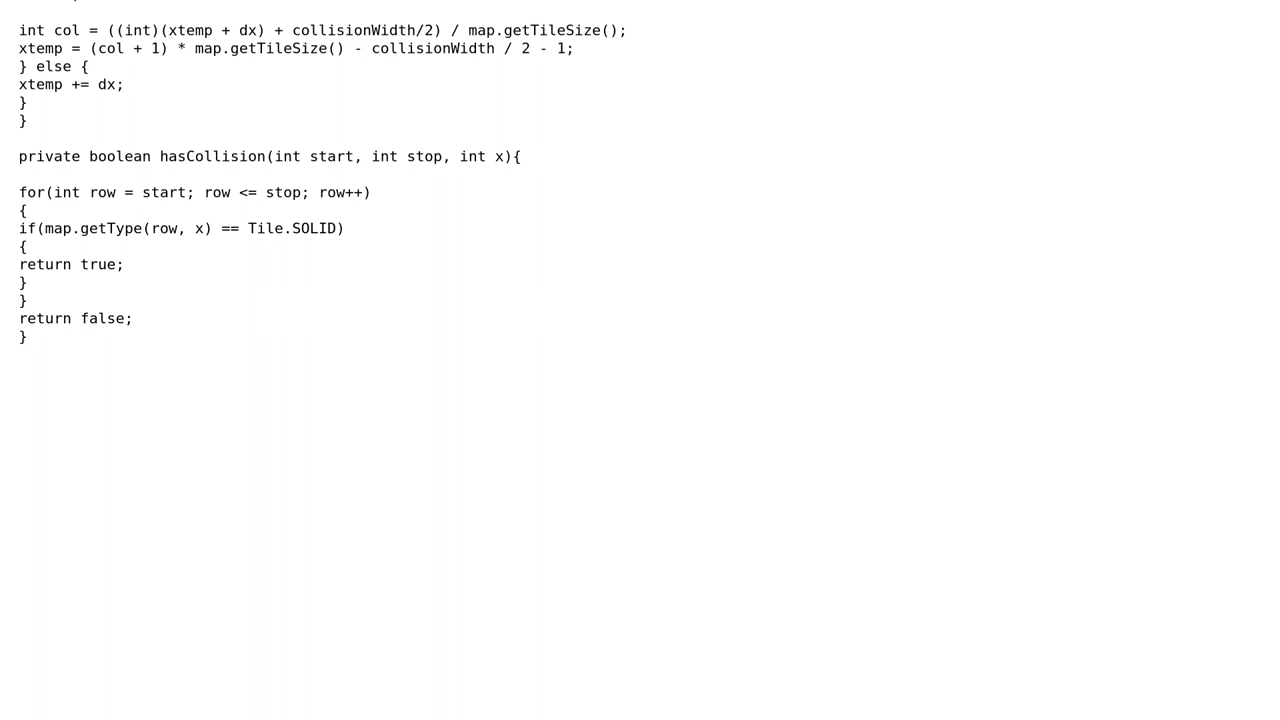 int col = ((int)(xtemp + dx) + collisionWidth/2) / map.getTileSize();
xtemp = (col + 1) * map.getTileSize() - collisionWidth / 2 - 1;
} else {
xtemp += dx;
}
}
private boolean hasCollision(int start, int stop, int x){
for(int row = start; row <= stop; row++)
{
if(map.getType(row, x) == Tile.SOLID)
{
return true;
}
}
return false;
}